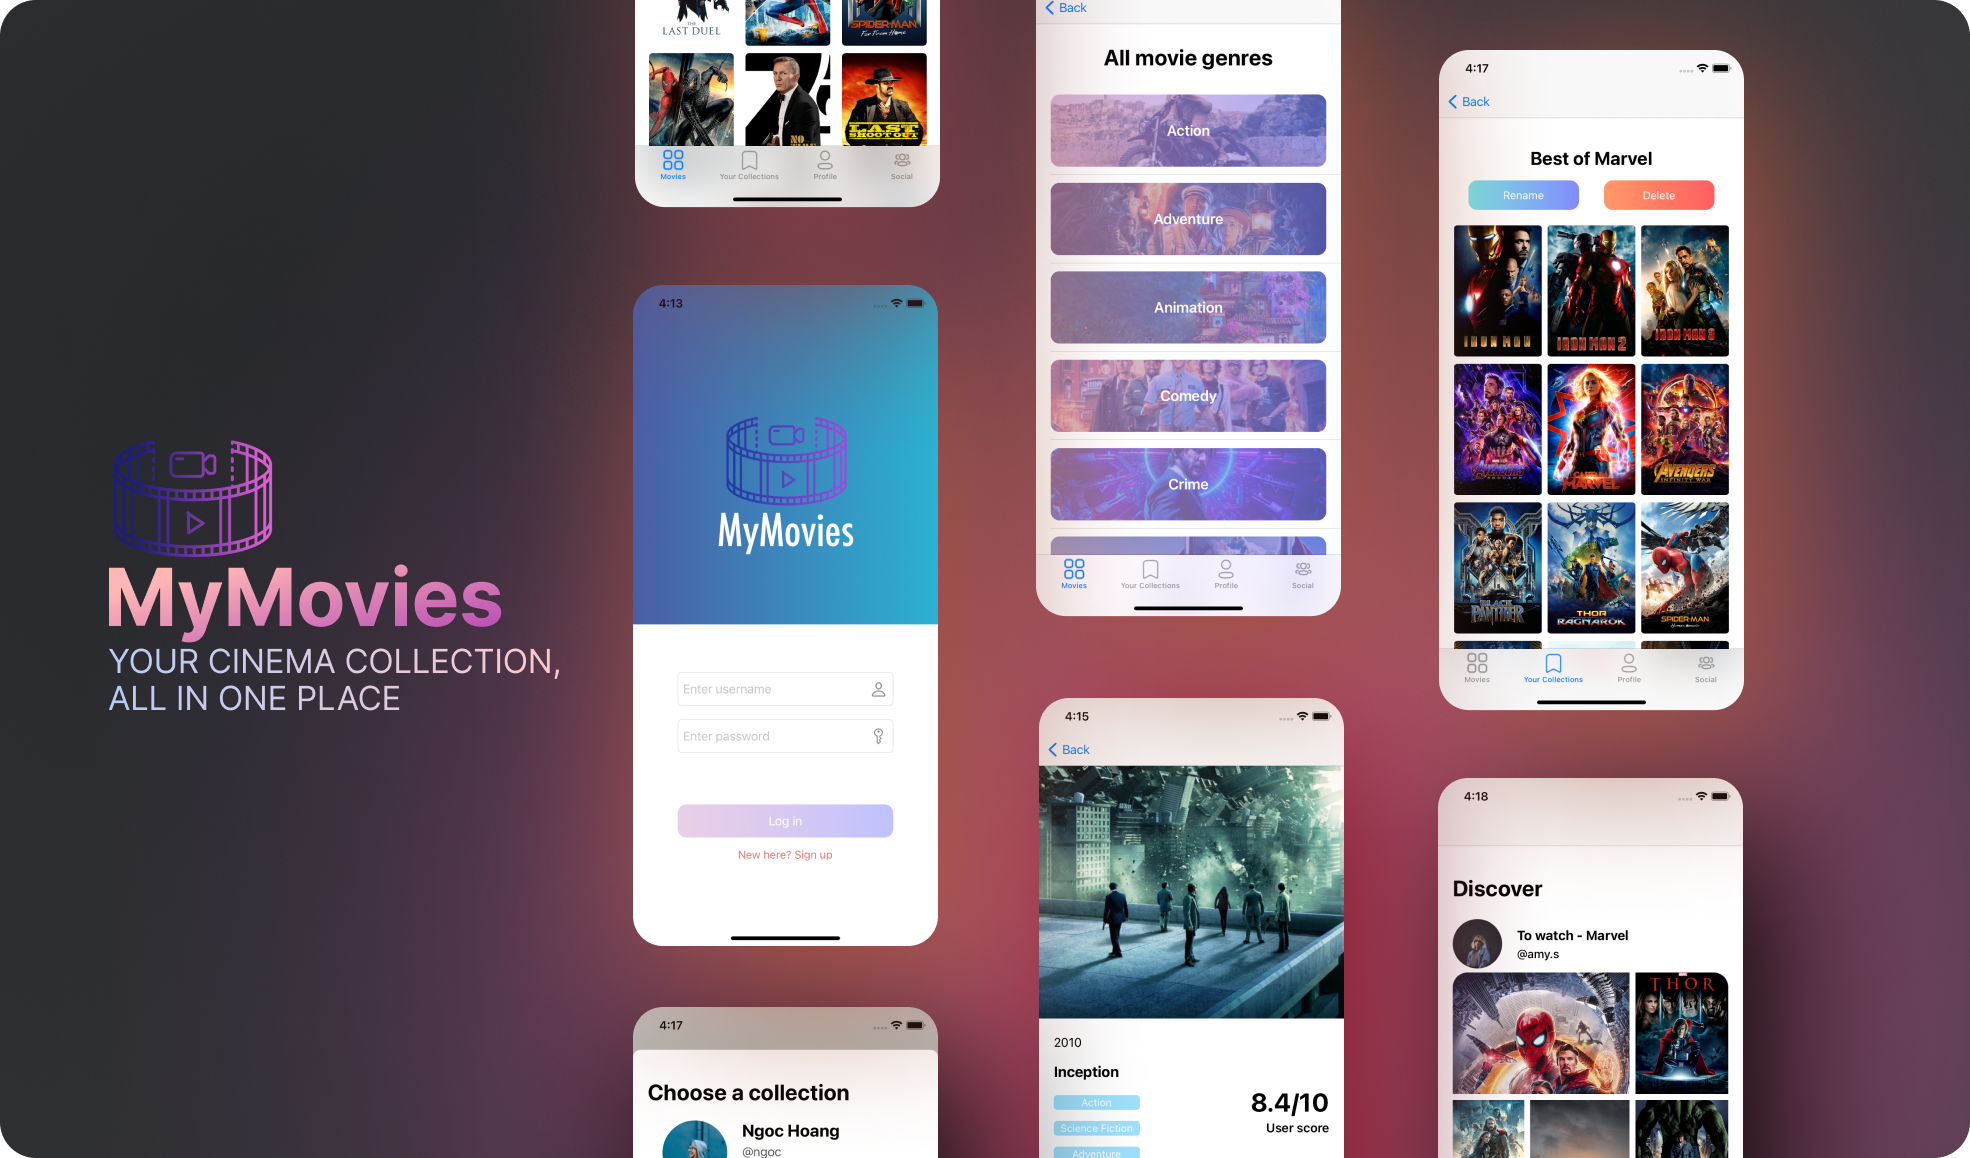 MyMovies
YOUR CINEMA COLLECTION,
ALL IN ONE PLACE
THE
LAST DUEL
SPIDER-MAN
Far From Home
NO
LAST
SHOOT OUT
Movies
Your Collections
Profile
Social
4:13
MyMovies
Enter username
Enter password
Log in
New here? Sign up
4:17
Choose a collection
Ngoc Hoang
@ngoc
Back
All movie genres
Action
Adventure
Animation
Comedy
Crime
Movies
Your Collections
Profile
Social
4:15
Back
2010
Inception
Action
Science Fiction
Adventure
8.4/10
User score
4:17
Back
Best of Marvel
Rename
Delete
IRON MAN
IRON MAN 2
IRON MAN 3
AVENGERS
CAPTAIN
MARVEL
AVENGERS
INFINITY WAR
BLACK
PANTHER
THOR
RAGNAROK
SPIDER-MAN
Movies
Your Collections
Profile
Social
4:18
Discover
To watch - Marvel
@amy.s
THOR